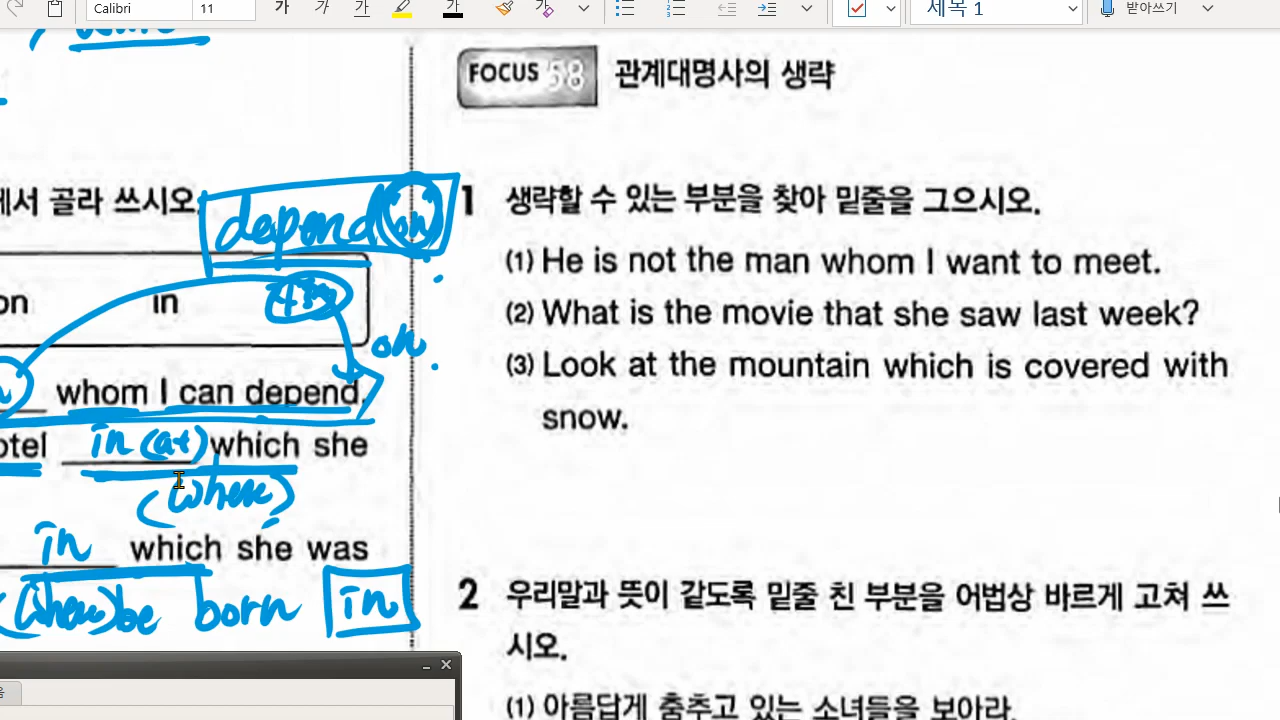 Calibri
11
가
가
가
가
가
제목 1
받아쓰기
FOCUS 58
관계대명사의 생략
에서 골라 쓰시오.
depend (on)
on
in
on
whom I can depend.
in (at) which she
(where)
in which she was
be born in
1 생략할 수 있는 부분을 찾아 밑줄을 그으시오.
(1) He is not the man whom I want to meet.
(2) What is the movie that she saw last week?
(3) Look at the mountain which is covered with
snow.
2 우리말과 뜻이 같도록 밑줄 친 부분을 어법상 바르게 고쳐 쓰
시오.
(1) 아름답게 춤추고 있는 소녀들을 보아라.